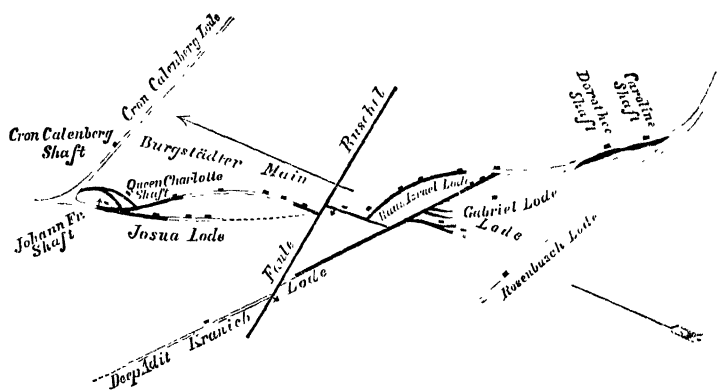 Cron Calenberg Lode
Cron Calenberg
Shaft
Burgstädter Main Lode
Queen Charlotte
Shaft
Johann Fr.
Shaft
Josua Lode
Faule Ruschel
Dorothee
Shaft
Caroline
Shaft
Gabriel Lode
Rosenbusch Lode
Deep Adit Kranich Lode